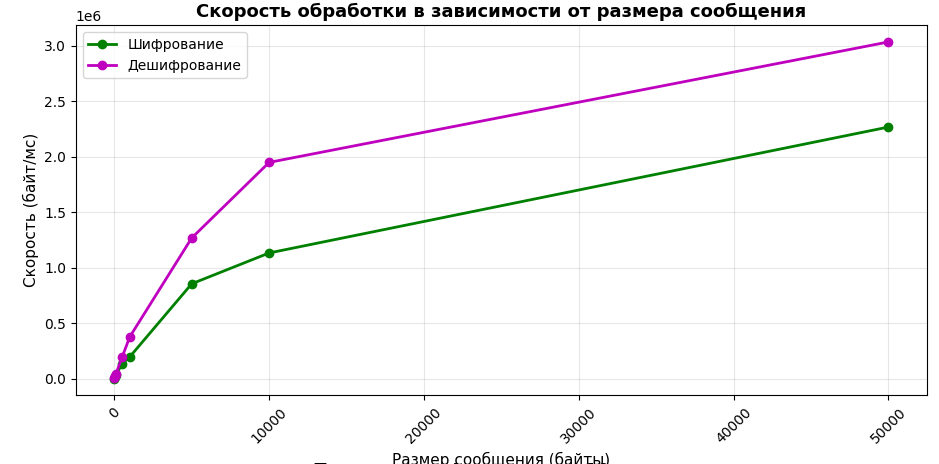 Скорость обработки в зависимости от размера сообщения
1e6
Шифрование
Дешифрование
3.0
2.5
2.0
1.5
1.0
0.5
0.0
Скорость (байт/мс)
0
10000
20000
30000
40000
50000
Размер сообщения (байты)